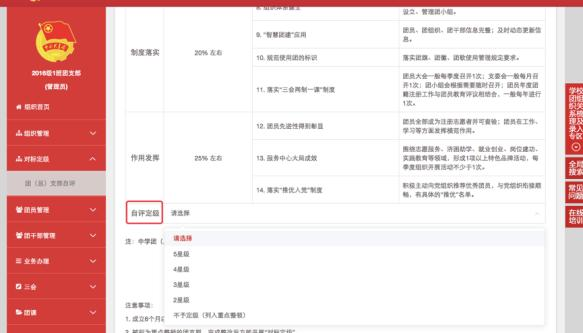 2016级1班团支部
(管理员)
组织首页
组织管理
对标定级
团（总）支部自评
团员管理
团干部管理
业务办理
三会
团课
设立、管理团小组。
制度落实
20% 左右
9. "智慧团建"应用
团员、团组织、团干部信息完整；及时动态更新信息。
10. 规范使用团的标识
落实团旗、团徽、团歌使用管理规定要求。
11. 落实"三会两制一课"制度
团员大会一般每季度召开1次；支委会一般每月召
开1次；团小组会根据需要随时召开；团员年度团
籍注册工作与团员教育评议相结合，一般每年进行
1次。
作用发挥
25% 左右
12. 团员先进性得到彰显
团员全部成为注册志愿者并可查验；团员在工作、
学习等方面发挥模范作用。
13. 服务中心大局成效
围绕志愿服务、济困助学、就业创业、岗位建功、
实践教育等领域，形成1项以上特色品牌活动，每
季度组织开展活动不少于1次。
14. 落实"推优入党"制度
积极主动向党组织推荐优秀团员，与党组织衔接顺
畅，有具体的"推优"名单。
自评定级
请选择
注：中学团（
请选择
5星级
4星级
3星级
2星级
不予定级（列入重点整顿）
注意事项：
1. 成立6个月
学校
团组
织关
系统
管理
及录入
专区
全局
搜索
常见
问题
在线
培训